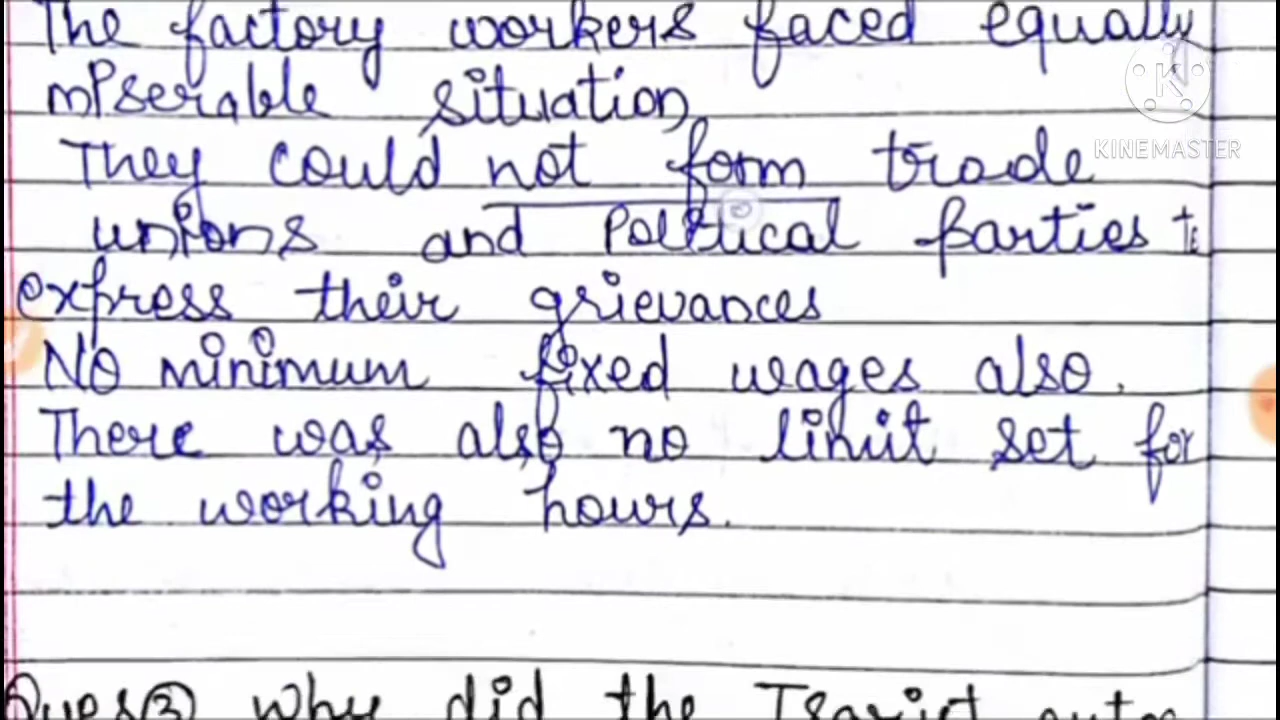 The factory workers faced equally
miserable situation
They could not form trade
unions and Political parties to
express their grievances
No minimum fixed wages also.
There was also no limit set for
the working hours.
Ques② Why did the Tsarist
KINEMASTER